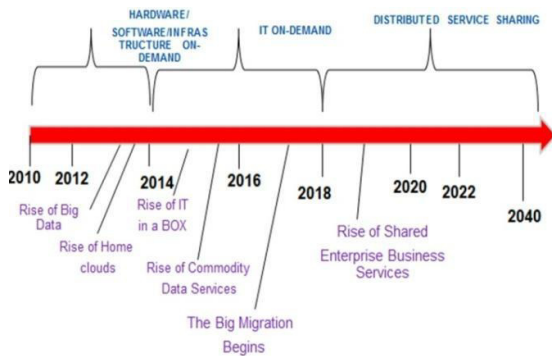 HARDWARE/
SOFTWARE/INFRAS
TRUCTURE ON-
DEMAND
IT ON-DEMAND
DISTRIBUTED SERVICE SHARING
2010
2012
2014
2016
2018
2020
2022
2040
Rise of Big
Data
Rise of Home
clouds
Rise of IT
in a BOX
Rise of Commodity
Data Services
The Big Migration
Begins
Rise of Shared
Enterprise Business
Services